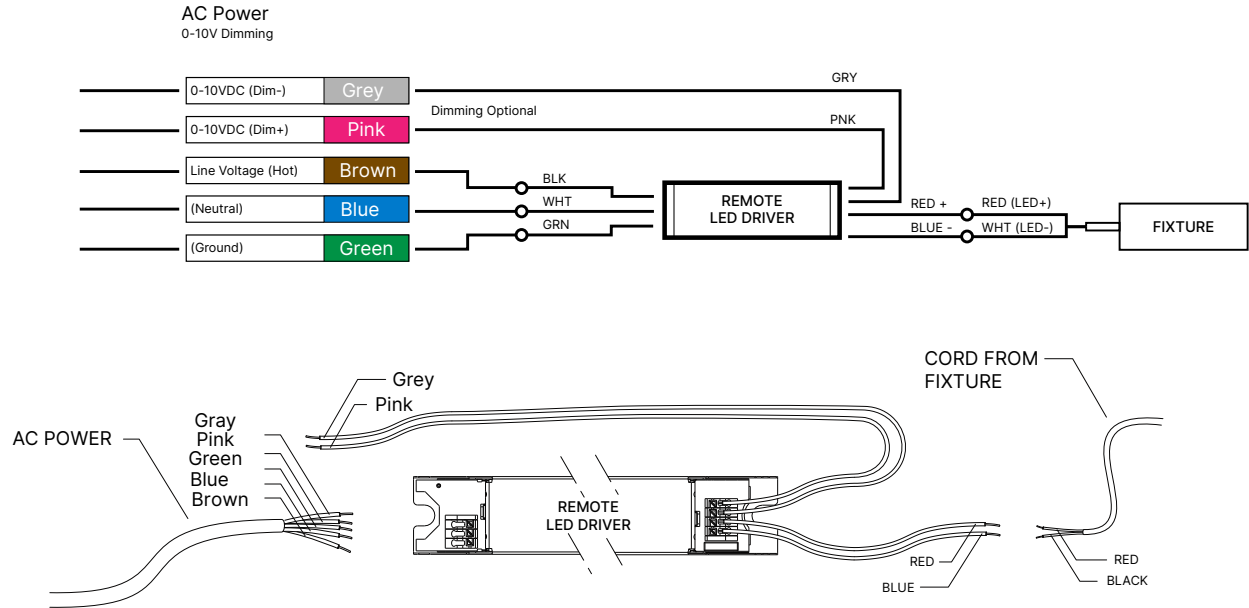 AC Power
0-10V Dimming
0-10VDC (Dim-) Grey
GRY
Dimming Optional
0-10VDC (Dim+) Pink
PNK
Line Voltage (Hot) Brown
BLK
(Neutral) Blue
WHT
(Ground) Green
GRN
REMOTE
LED DRIVER
RED + RED (LED+)
BLUE - WHT (LED-)
FIXTURE
CORD FROM
FIXTURE
Grey
Pink
AC POWER
Gray
Pink
Green
Blue
Brown
REMOTE
LED DRIVER
RED
BLUE
RED
BLACK